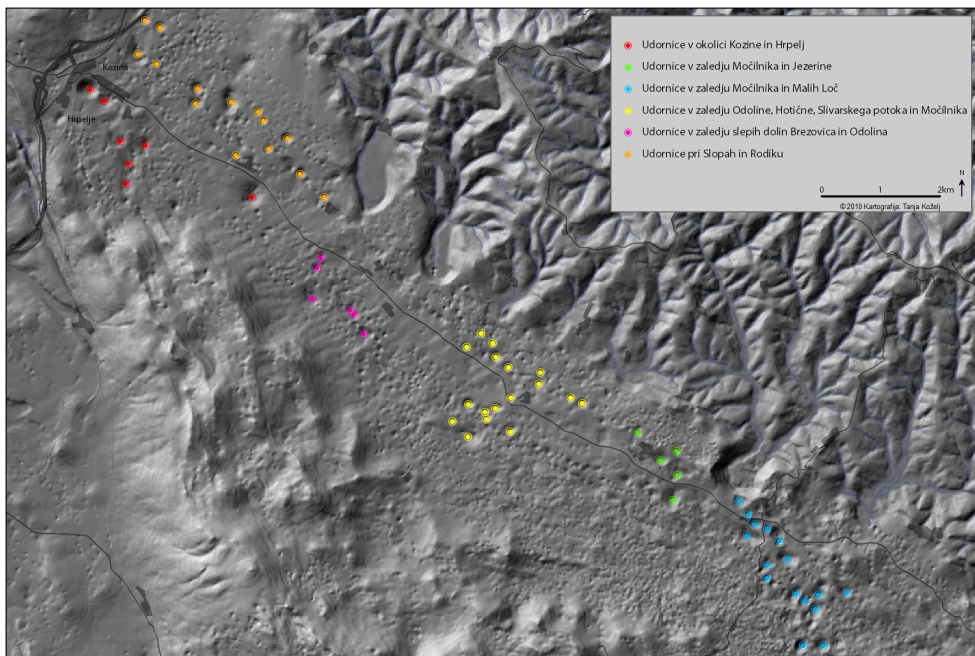 Udornice v okolici Kozine in Hrpelj
Udornice v zaledju Močilnika in Jezerine
Udornice v zaledju Močilnika in Malih Loč
Udornice v zaledju Odoline, Hotične, Slivarskega potoka in Močilnika
Udornice v zaledju slepih dolin Brezovica in Odolina
Udornice pri Slopah in Rodiku
N
0 1 2km
©2010 Kartografija: Tanja Koželj
Kozina
Hrpelje